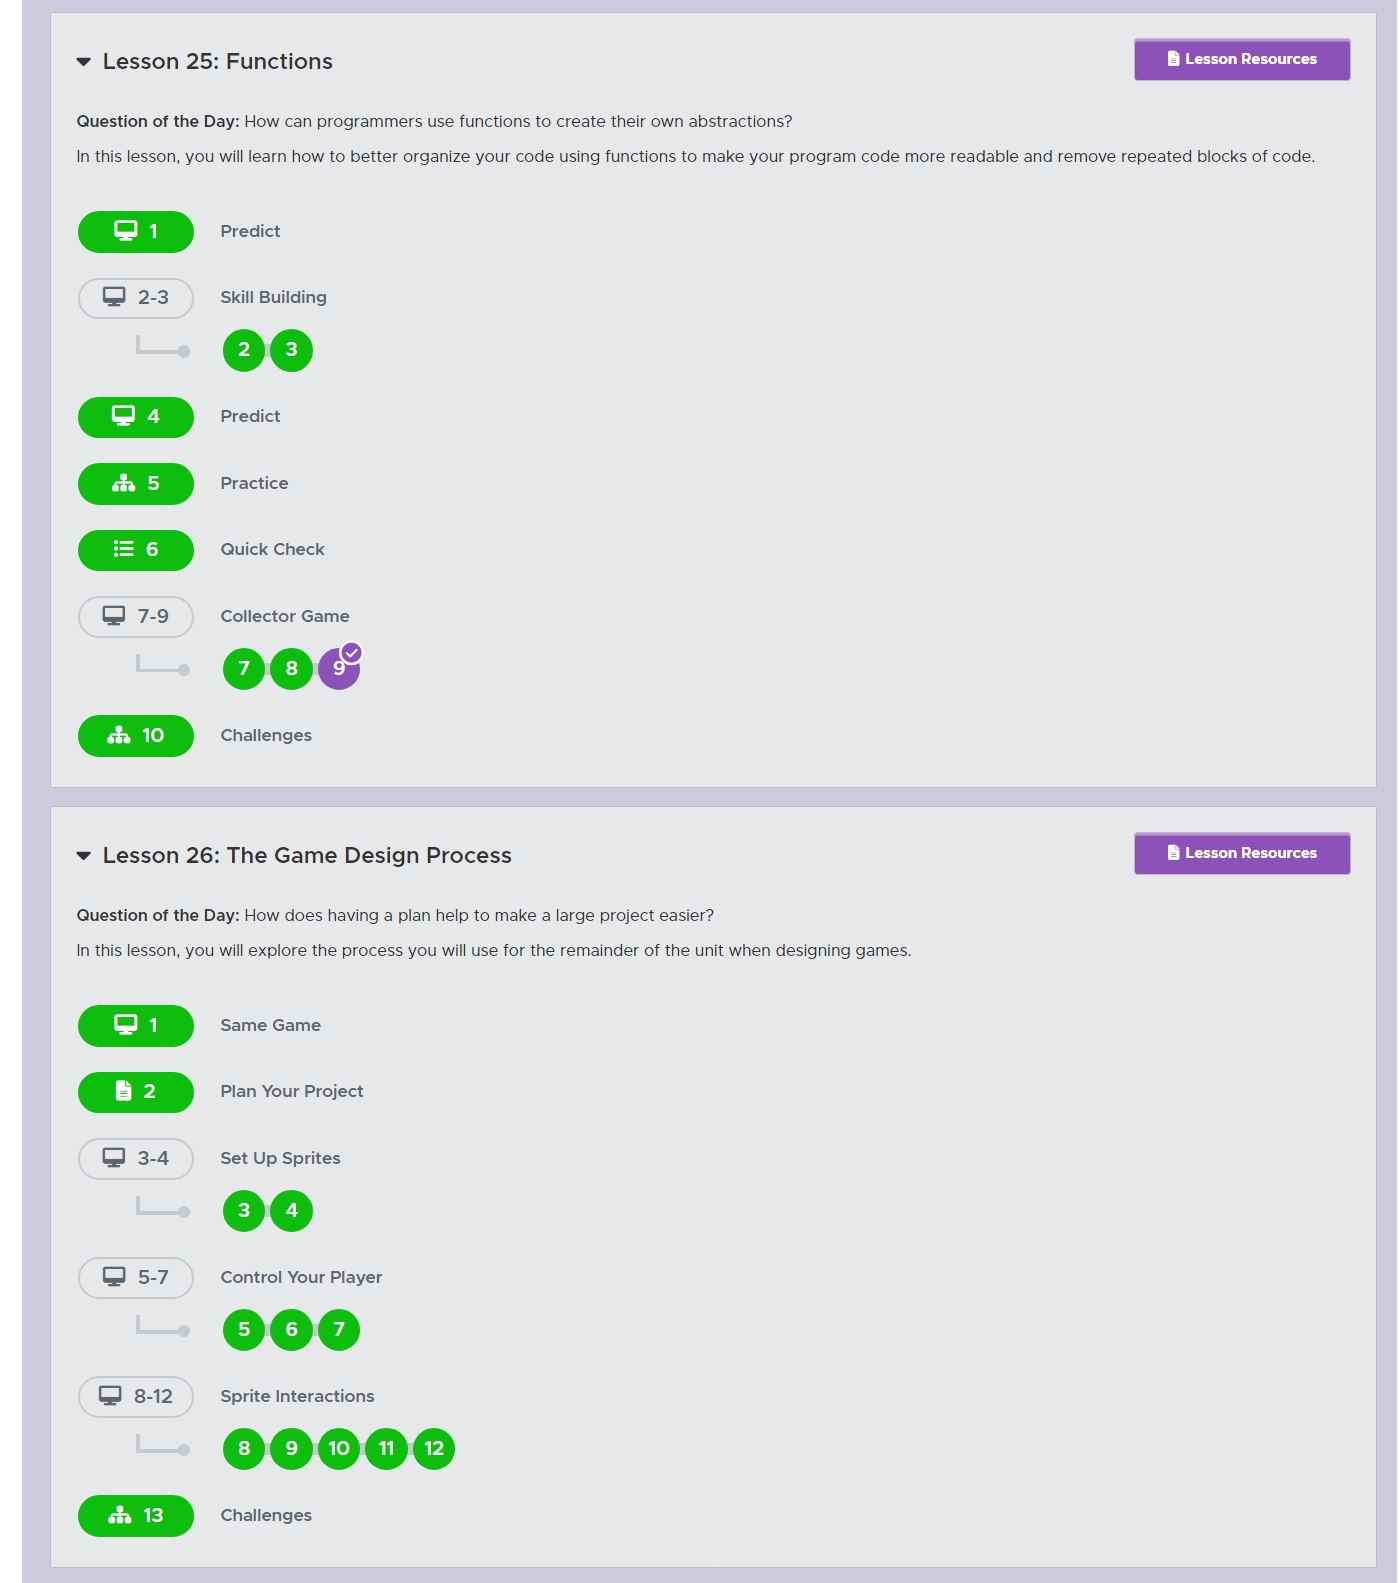 Lesson 25: Functions
Lesson Resources
Question of the Day: How can programmers use functions to create their own abstractions?
In this lesson, you will learn how to better organize your code using functions to make your program code more readable and remove repeated blocks of code.
1 Predict
2-3 Skill Building
2 3
4 Predict
5 Practice
6 Quick Check
7-9 Collector Game
7 8 9
10 Challenges
Lesson 26: The Game Design Process
Lesson Resources
Question of the Day: How does having a plan help to make a large project easier?
In this lesson, you will explore the process you will use for the remainder of the unit when designing games.
1 Same Game
2 Plan Your Project
3-4 Set Up Sprites
3 4
5-7 Control Your Player
5 6 7
8-12 Sprite Interactions
8 9 10 11 12
13 Challenges